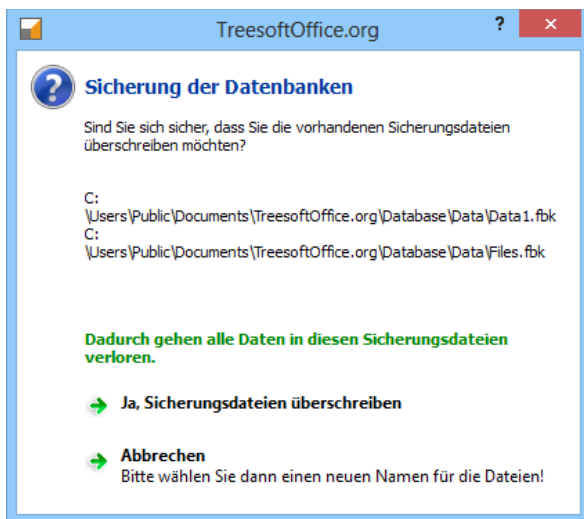 TreesoftOffice.org
?
x
?
Sicherung der Datenbanken
Sind Sie sich sicher, dass Sie die vorhandenen Sicherungsdateien
überschreiben möchten?
C:
\Users\Public\Documents\TreesoftOffice.org\Database\Data\Data1.fbk
C:
\Users\Public\Documents\TreesoftOffice.org\Database\Data\Files.fbk
Dadurch gehen alle Daten in diesen Sicherungsdateien
verloren.
Ja, Sicherungsdateien überschreiben
Abbrechen
Bitte wählen Sie dann einen neuen Namen für die Dateien!